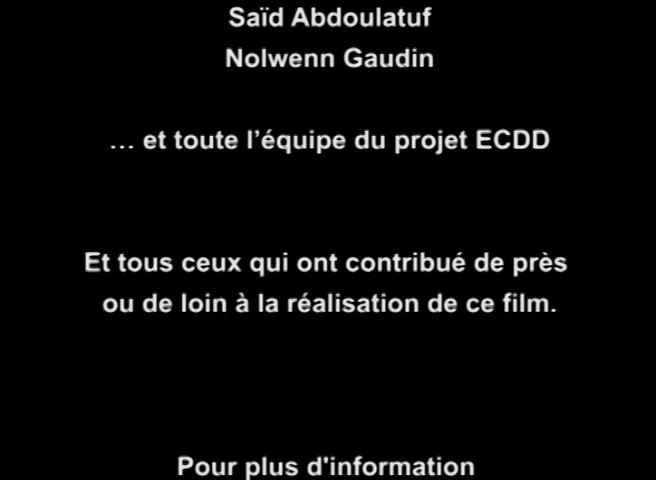 Saïd Abdoulatuf
Nolwenn Gaudin
… et toute l’équipe du projet ECDD
Et tous ceux qui ont contribué de près
ou de loin à la réalisation de ce film.
Pour plus d'information